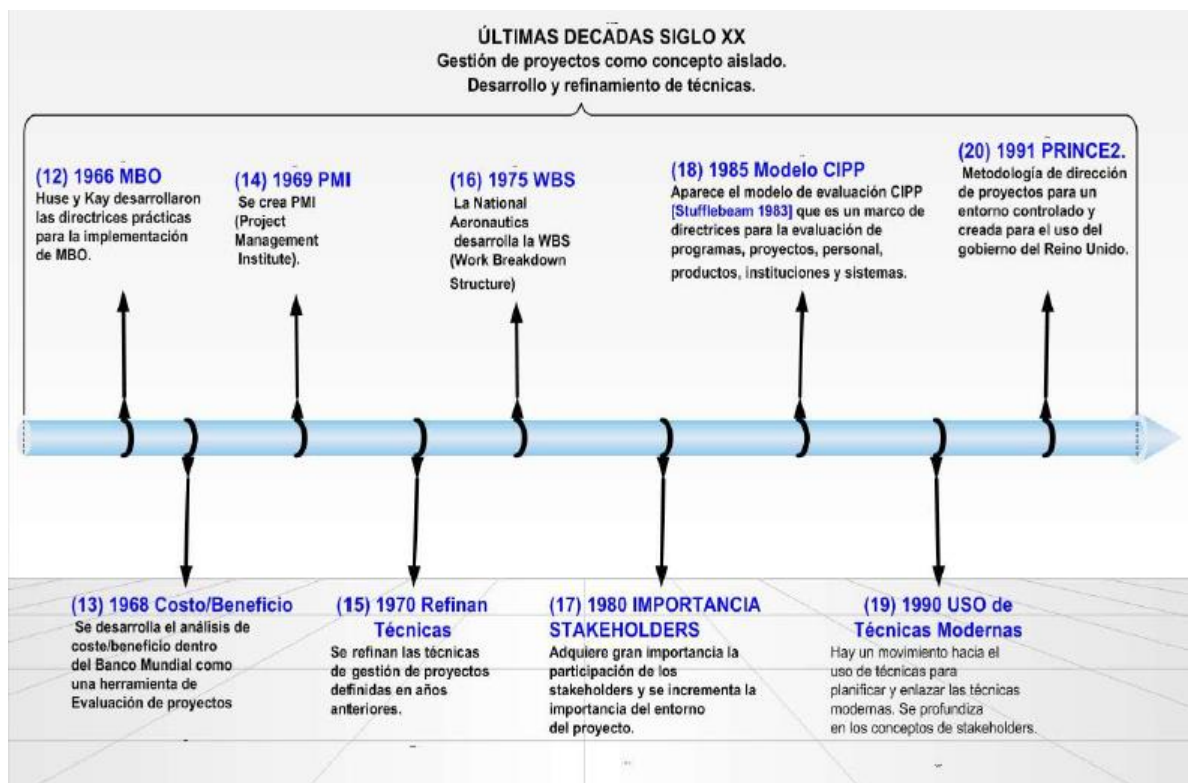 ÚLTIMAS DECADAS SIGLO XX
Gestión de proyectos como concepto aislado.
Desarrollo y refinamiento de técnicas.
(12) 1966 MBO
Huse y Kay desarrollaron
las directrices prácticas
para la implementación
de MBO.
(14) 1969 PMI
Se crea PMI
(Project
Management
Institute).
(16) 1975 WBS
La National
Aeronautics
desarrolla la WBS
(Work Breakdown
Structure)
(18) 1985 Modelo CIPP
Aparece el modelo de evaluación CIPP
[Stufflebeam 1983] que es un marco de
directrices para la evaluación de
programas, proyectos, personal,
productos, instituciones y sistemas.
(20) 1991 PRINCE2.
Metodología de dirección
de proyectos para un
entorno controlado y
creada para el uso del
gobierno del Reino Unido.
(13) 1968 Costo/Beneficio
Se desarrolla el análisis de
coste/beneficio dentro
del Banco Mundial como
una herramienta de
Evaluación de proyectos
(15) 1970 Refinan
Técnicas
Se refinan las técnicas
de gestión de proyectos
definidas en años
anteriores.
(17) 1980 IMPORTANCIA
STAKEHOLDERS
Adquiere gran importancia la
participación de los
stakeholders y se incrementa la
importancia del entorno
del proyecto.
(19) 1990 USO de
Técnicas Modernas
Hay un movimiento hacia el
uso de técnicas para
planificar y enlazar las técnicas
modernas. Se profundiza
en los conceptos de stakeholders.